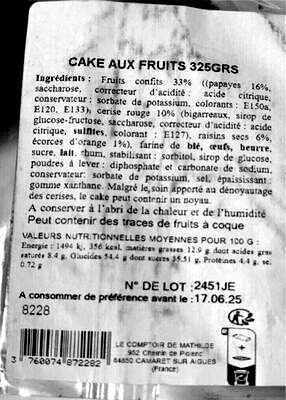 CAKE AUX FRUITS 325GRS
Ingrédients : Fruits confits 33% ((papayes 16%,
saccharose, correcteur d'acidité : acide citrique,
conservateur : sorbate de potassium, colorants : E150a,
E120, E133), cerise rouge 10% (bigarreaux, sirop de
glucose-fructose, saccharose, correcteur d'acidité : acide
citrique, sulfites, colorant : E127), raisins secs 6%,
écorces d'orange 1%), farine de blé, œufs, beurre,
sucre, lait, rhum, stabilisant : sorbitol, sirop de glucose,
poudres à lever : diphosphate et carbonate de sodium,
conservateur: sorbate de potassium, sel, épaississant :
gomme xanthane. Malgré le soin apporté au dénoyautage
des cerises, le cake peut contenir un noyau.
A conserver à l'abri de la chaleur et de l'humidité
Peut contenir des traces de fruits à coque
VALEURS NUTRITIONNELLES MOYENNES POUR 100 G :
Energie : 1494 kj, 356 kcal, matières grasses 12.9 g dont acides gras
saturés 8.4 g, Glucides 54.4 g dont sucres 35.51 g, Protéines 4.4 g, sel
0.72 g
N° DE LOT : 2451JE
A consommer de préférence avant le : 17.06.25
8228
LE COMPTOIR DE MATHILDE
84850 CAMARET SUR AIGUES
(France)
3 760074 872282